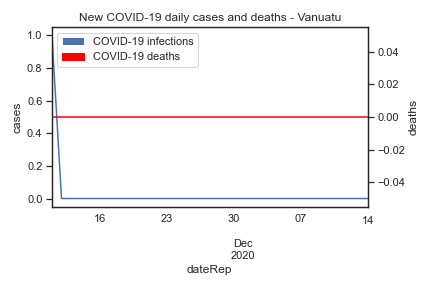 New COVID-19 daily cases and deaths - Vanuatu
COVID-19 infections
COVID-19 deaths
cases
1.0
0.8
0.6
0.4
0.2
0.0
deaths
0.04
0.02
0.00
−0.02
−0.04
16 23 30 07 14
Dec
2020
dateRep